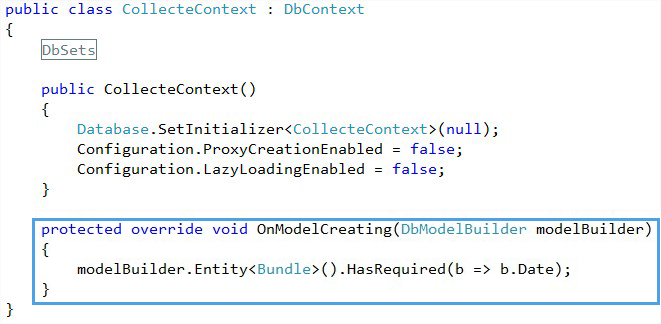 public class CollecteContext : DbContext
{
DbSets
public CollecteContext()
{
Database.SetInitializer<CollecteContext>(null);
Configuration.ProxyCreationEnabled = false;
Configuration.LazyLoadingEnabled = false;
}
protected override void OnModelCreating(DbModelBuilder modelBuilder)
{
modelBuilder.Entity<Bundle>().HasRequired(b => b.Date);
}
}